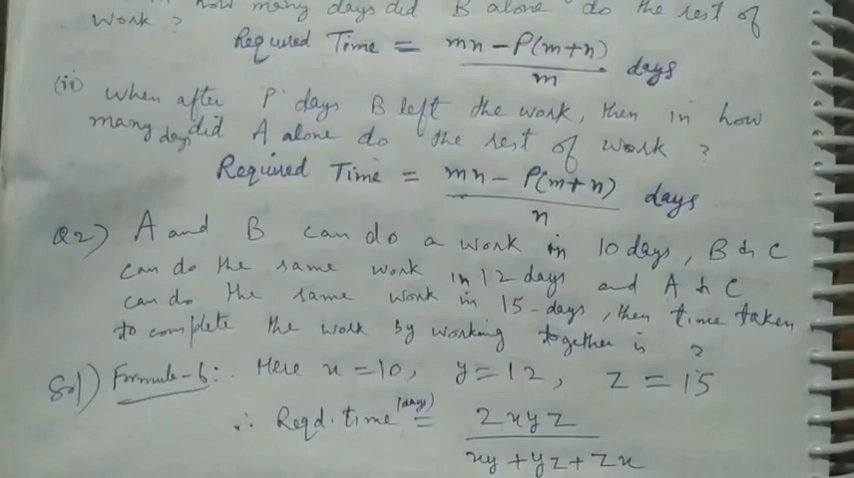 how many days did B alone do the rest of
work ?
Required Time = mn - P(m+n) / m days
(ii) When after P days B left the work, then in how
many days did A alone do the rest of work ?
Required Time = mn - P(m+n) / n days
Q2) A and B can do a work in 10 days, B & C
can do the same work in 12 days and A & C
can do the same work in 15-days, then time taken
to complete the work by working together is ?
Sol) Formula-6:. Here x = 10, y = 12, z = 15
∴ Reqd. time (days) = 2xyz / xy + yz + zx